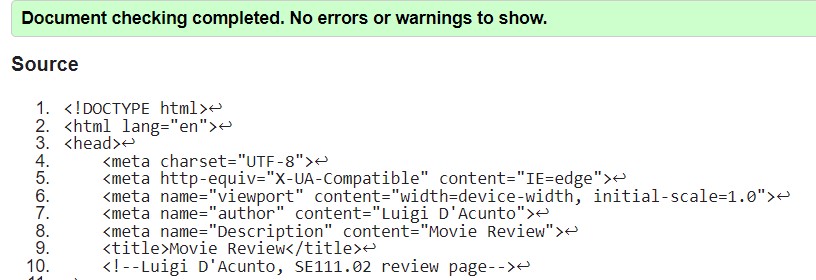 Document checking completed. No errors or warnings to show.
Source
1. <!DOCTYPE html>↩
2. <html lang="en">↩
3. <head>↩
4. <meta charset="UTF-8">↩
5. <meta http-equiv="X-UA-Compatible" content="IE=edge">↩
6. <meta name="viewport" content="width=device-width, initial-scale=1.0">↩
7. <meta name="author" content="Luigi D'Acunto">↩
8. <meta name="Description" content="Movie Review">↩
9. <title>Movie Review</title>↩
10. <!--Luigi D'Acunto, SE111.02 review page-->↩